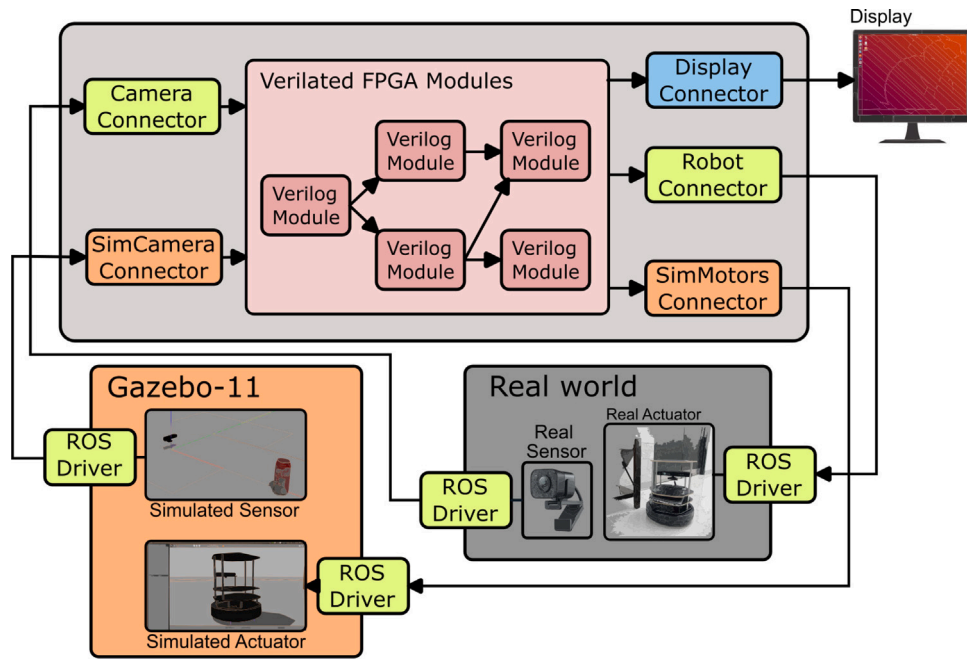 Display
Camera
Connector
Verilated FPGA Modules
Display
Connector
Verilog
Module
Verilog
Module
Verilog
Module
Robot
Connector
SimCamera
Connector
Verilog
Module
Verilog
Module
SimMotors
Connector
Gazebo-11
ROS
Driver
Simulated Sensor
ROS
Driver
Simulated Actuator
Real world
Real
Sensor
Real Actuator
ROS
Driver
ROS
Driver